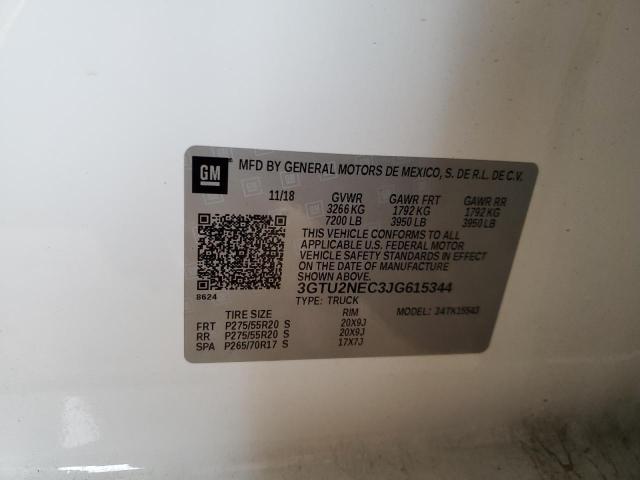 GM
MFD BY GENERAL MOTORS DE MEXICO, S. DE R.L. DE C.V.
11/18 GVWR GAWR FRT GAWR RR
3266 KG 1792 KG 1792 KG
7200 LB 3950 LB 3950 LB
THIS VEHICLE CONFORMS TO ALL
APPLICABLE U.S. FEDERAL MOTOR
VEHICLE SAFETY STANDARDS IN EFFECT
ON THE DATE OF MANUFACTURE
SHOWN ABOVE.
3GTU2NEC3JG615344
8624
TYPE: TRUCK
MODEL: 34TK15543
TIRE SIZE RIM
FRT P275/55R20 S 20X9J
RR P275/55R20 S 20X9J
SPA P265/70R17 S 17X7J